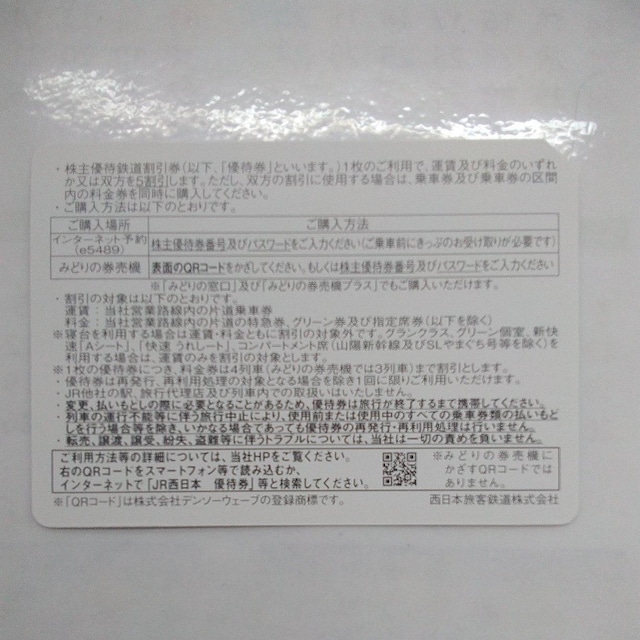 ・株主優待鉄道割引券(以下、「優待券」といいます。)1枚のご利用で、運賃及び料金のいずれ
か又は双方を5割引します。ただし、双方の割引に使用する場合は、乗車券及び乗車券の区間
内の料金券を同時に購入してください。
・ご購入方法は以下のとおりです。
ご購入場所 ご購入方法
インターネット予約 (e5489) 株主優待券番号及びパスワードをご入力ください(ご乗車前にきっぷのお受け取りが必要です)
みどりの券売機 表面のQRコードをかざしてください。もしくは株主優待券番号及びパスワードをご入力ください。
※「みどりの窓口」及び「みどりの券売機プラス」でもご購入いただけます。
・割引の対象は以下のとおりです。
運賃:当社営業路線内の片道乗車券
料金:当社営業路線内の片道の特急券、グリーン券及び指定席券(以下を除く)
※寝台を利用する場合は運賃・料金ともに割引の対象外です。グランクラス、グリーン個室、新快
速「Aシート」、「快速 うれシート」、コンパートメント席(山陽新幹線及びSLやまぐち号等を除く)を
利用する場合は、運賃のみを割引の対象とします。
※1枚の優待券につき、料金券は4列車(みどりの券売機では3列車)まで割引とします。
・優待券は再発行、再利用処理の対象となる場合を除き1回に限りご利用いただけます。
・JR他社の駅、旅行代理店及び列車内での取扱いはいたしません。
・変更、払いもどしの際に必要となることがあるため、優待券は旅行が終了するまで携帯してください。
・列車の運行不能等に伴う旅行中止により、使用前または使用中のすべての乗車券類の払いもど
しを行う場合等を除き、いかなる場合であっても優待券の再発行・再利用処理は行いません。
・転売、譲渡、譲受、紛失、盗難等に伴うトラブルについては、当社は一切の責めを負いません。
ご利用方法等の詳細については、当社HPをご覧ください。
右のQRコードをスマートフォン等で読み込むか、
インターネットで「JR西日本 優待券」等と検索してください。
※みどりの券売機に
かざすQRコードでは
ありません。
※「QRコード」は株式会社デンソーウェーブの登録商標です。
西日本旅客鉄道株式会社